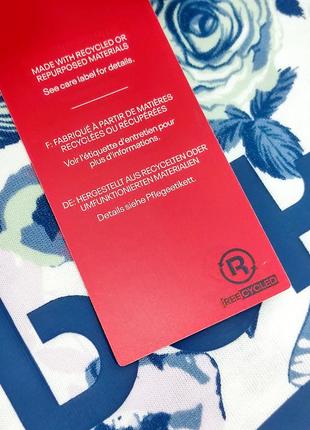 MADE WITH RECYCLED OR
REPURPOSED MATERIALS
See care label for details.
F: FABRIQUÉ À PARTIR DE MATIÈRES
RECYCLÉES OU RÉCUPÉRÉES
Voir l'étiquette d'entretien pour
plus d'informations.
DE: HERGESTELLT AUS RECYCELTEN ODER
UMFUNKTIONIERTEN MATERIALIEN
Details siehe Pflegeetikett.
R
[REE]CYCLED